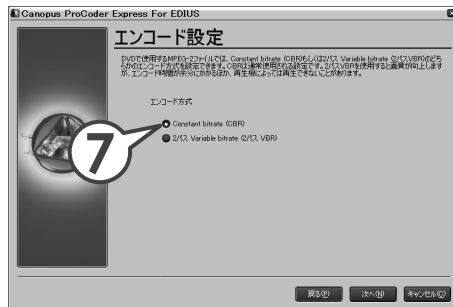 Canopus ProCoder Express For EDIUS
エンコード設定
DVDで使用するMPEG-2ファイルでは、Constant bitrate (CBR)もしくは2パス Variable bitrate (2パスVBR)のどち
らかのエンコード方式を設定できます。CBRは通常使用される設定です。2パスVBRを使用すると画質が向上します
が、エンコード時間が余分にかかるほか、再生機によっては再生できないことがあります。
エンコード方式
Constant bitrate (CBR)
2パス Variable bitrate (2パス VBR)
7
戻る(P)
次へ(N)
キャンセル(C)